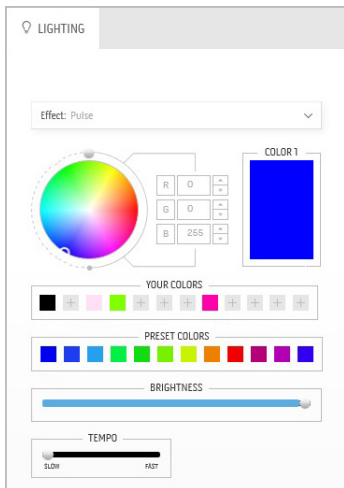 LIGHTING
Effect: Pulse
COLOR 1
R 0
G 0
B 255
YOUR COLORS
PRESET COLORS
BRIGHTNESS
TEMPO
SLOW FAST